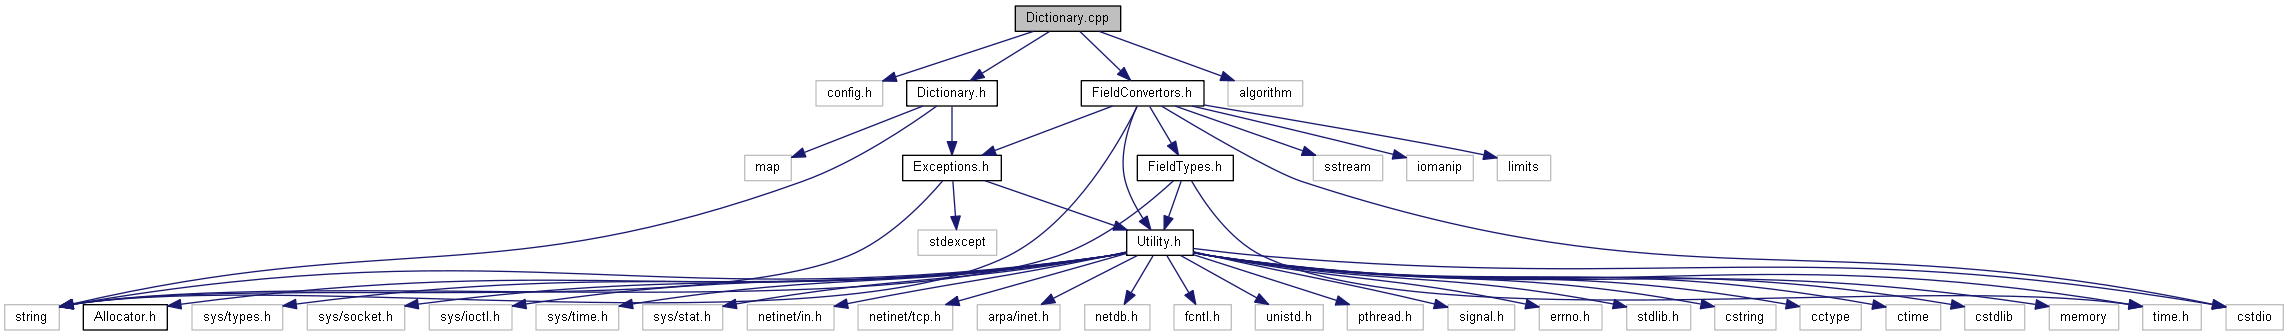 Dictionary.cpp
config.h
Dictionary.h
FieldConvertors.h
algorithm
map
Exceptions.h
FieldTypes.h
sstream
iomanip
limits
stdexcept
Utility.h
string
Allocator.h
sys/types.h
sys/socket.h
sys/ioctl.h
sys/time.h
sys/stat.h
netinet/in.h
netinet/tcp.h
arpa/inet.h
netdb.h
fcntl.h
unistd.h
pthread.h
signal.h
errno.h
stdlib.h
cstring
cctype
ctime
cstdlib
memory
time.h
cstdio